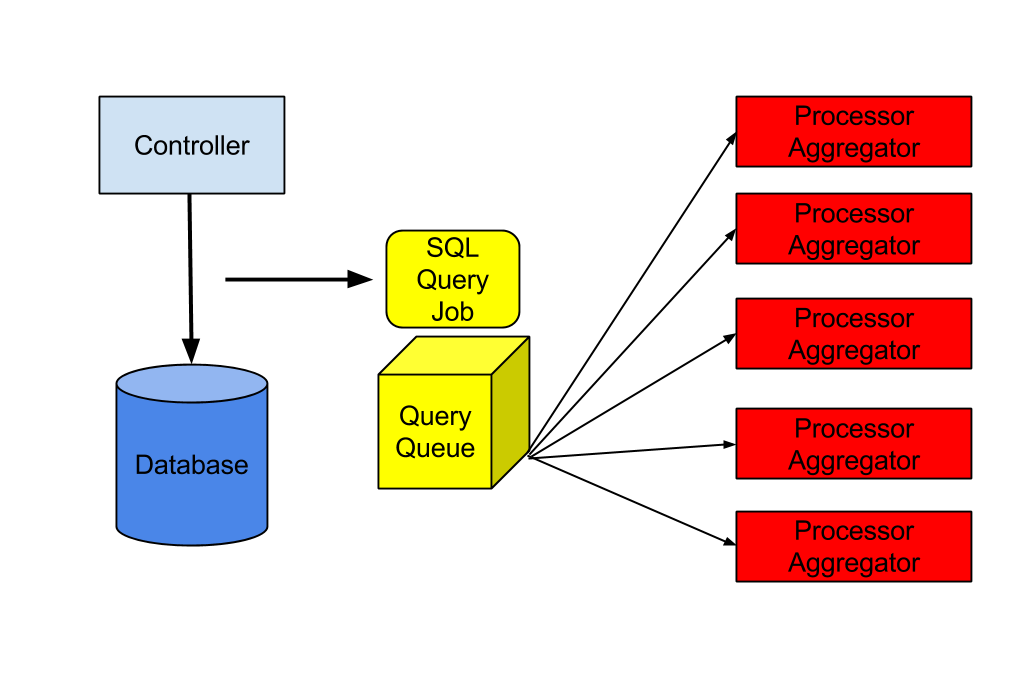 Controller
SQL
Query
Job
Query
Queue
Database
Processor
Aggregator
Processor
Aggregator
Processor
Aggregator
Processor
Aggregator
Processor
Aggregator